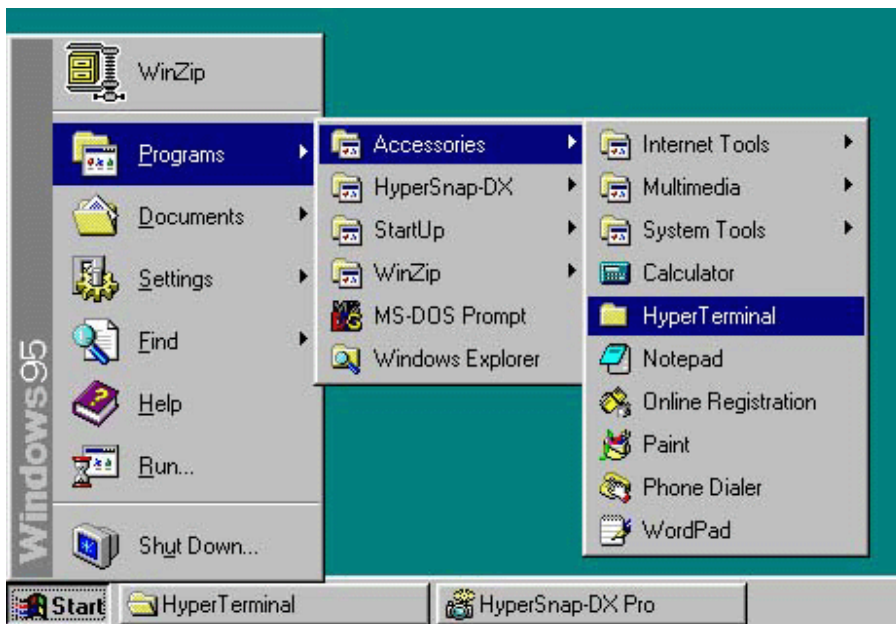 WinZip
Programs
Documents
Settings
Find
Help
Run...
Shut Down...
Windows95
Accessories
HyperSnap-DX
StartUp
WinZip
MS-DOS Prompt
Windows Explorer
Internet Tools
Multimedia
System Tools
Calculator
HyperTerminal
Notepad
Online Registration
Paint
Phone Dialer
WordPad
Start
HyperTerminal
HyperSnap-DX Pro